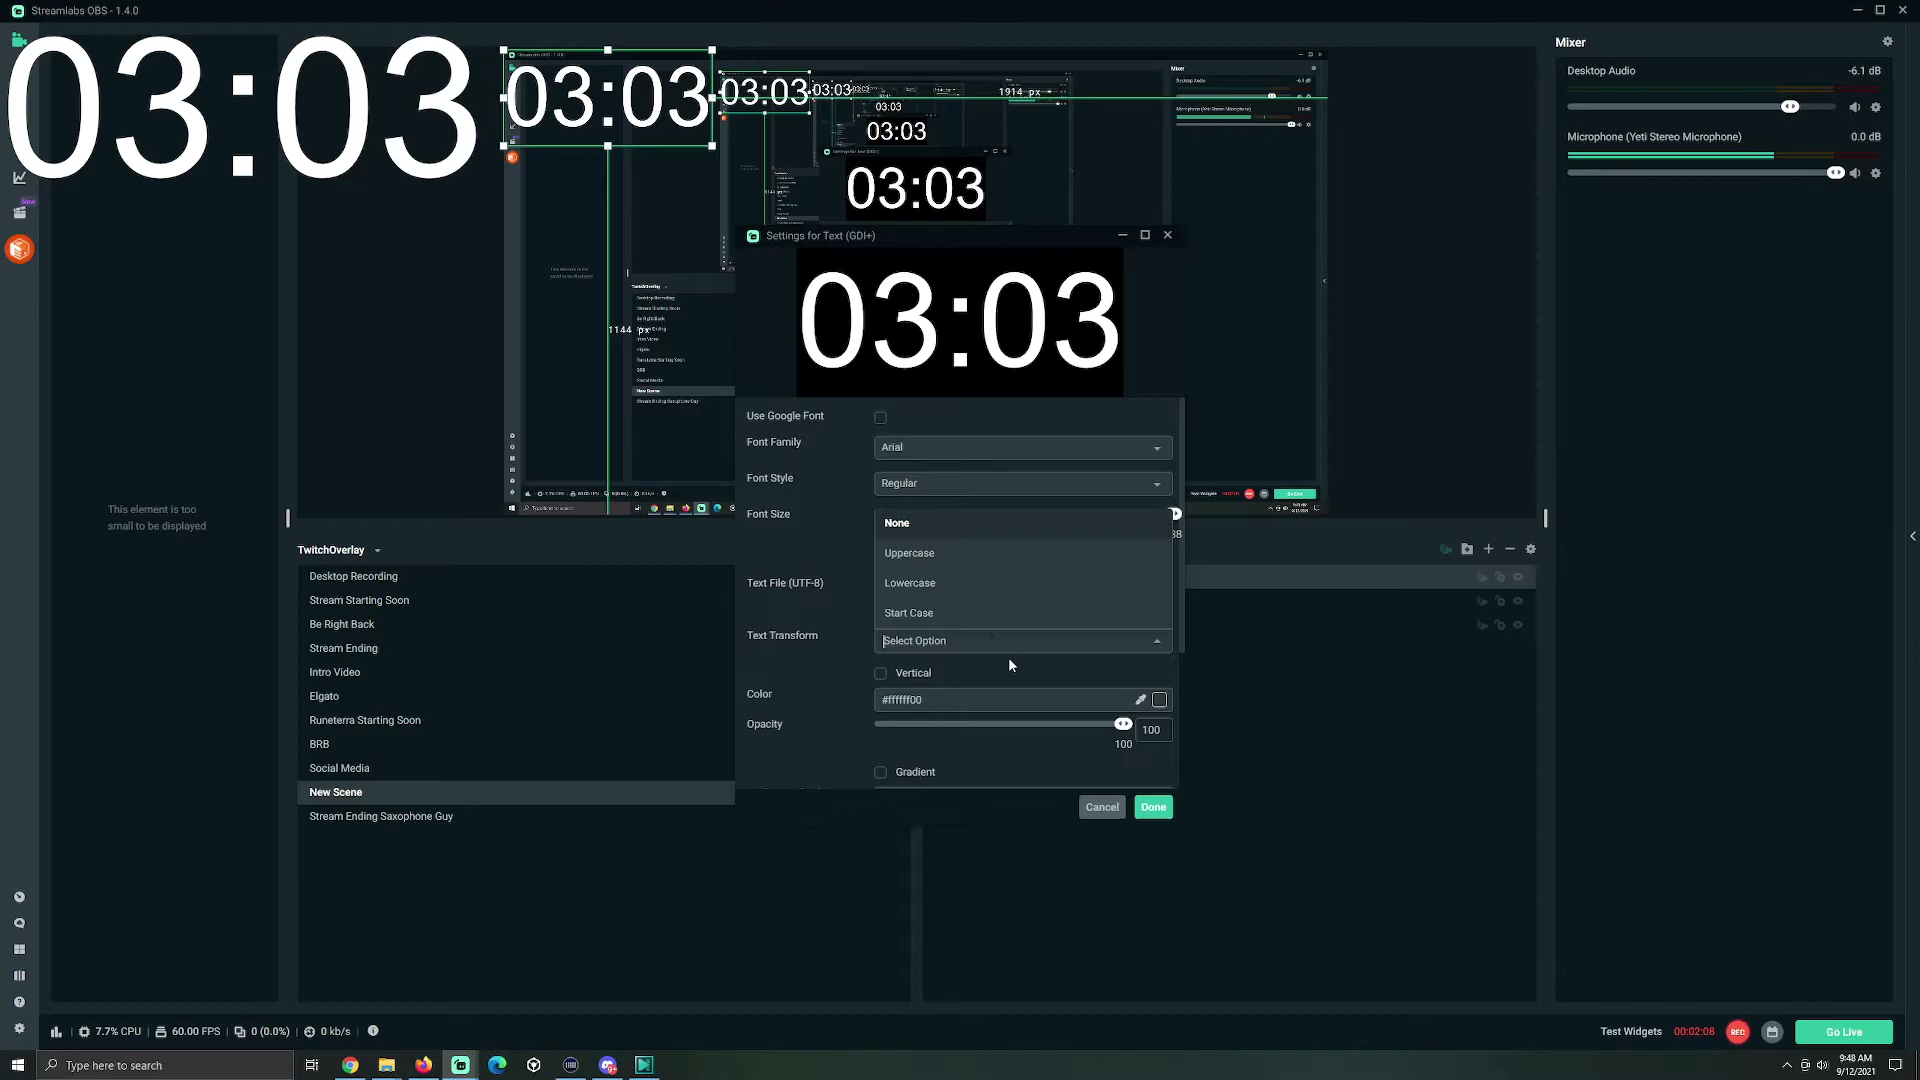 Streamlabs OBS - 1.4.0
03:03
03:03
03:03
03:03
03:03
03:03
03:03
1914 px
1144 px
New
This element is too
small to be displayed
Settings for Text (GDI+)
03:03
Use Google Font
Font Family
Arial
Font Style
Regular
Font Size
None
Uppercase
Lowercase
Start Case
Text File (UTF-8)
Text Transform
Select Option
Vertical
Color
#ffffff00
Opacity
100
100
Gradient
Cancel
Done
TwitchOverlay
Desktop Recording
Stream Starting Soon
Be Right Back
Stream Ending
Intro Video
Elgato
Runeterra Starting Soon
BRB
Social Media
New Scene
Stream Ending Saxophone Guy
Mixer
Desktop Audio
-6.1 dB
Microphone (Yeti Stereo Microphone)
0.0 dB
7.7% CPU
60.00 FPS
0 (0.0%)
0 kb/s
Test Widgets
00:02:08
REC
Go Live
Type here to search
9:48 AM
9/12/2021